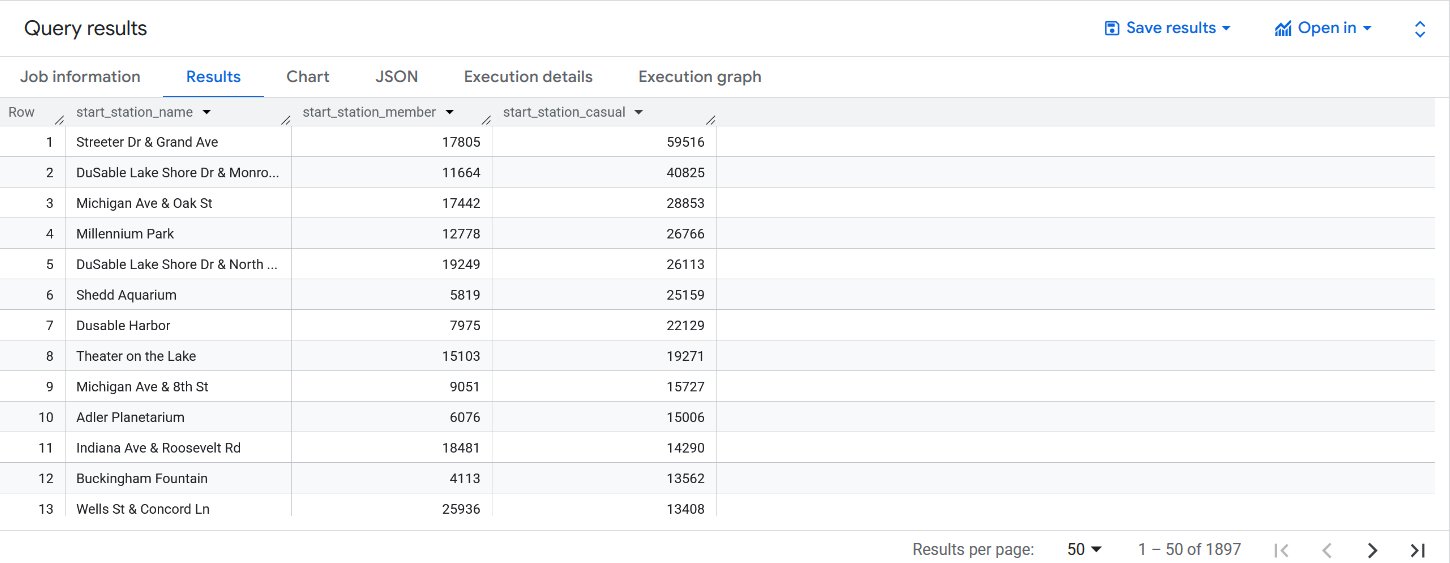 Query results Save results Open in
Job information Results Chart JSON Execution details Execution graph
Row start_station_name start_station_member start_station_casual
1 Streeter Dr & Grand Ave 17805 59516
2 DuSable Lake Shore Dr & Monro... 11664 40825
3 Michigan Ave & Oak St 17442 28853
4 Millennium Park 12778 26766
5 DuSable Lake Shore Dr & North ... 19249 26113
6 Shedd Aquarium 5819 25159
7 Dusable Harbor 7975 22129
8 Theater on the Lake 15103 19271
9 Michigan Ave & 8th St 9051 15727
10 Adler Planetarium 6076 15006
11 Indiana Ave & Roosevelt Rd 18481 14290
12 Buckingham Fountain 4113 13562
13 Wells St & Concord Ln 25936 13408
Results per page: 50 1 – 50 of 1897